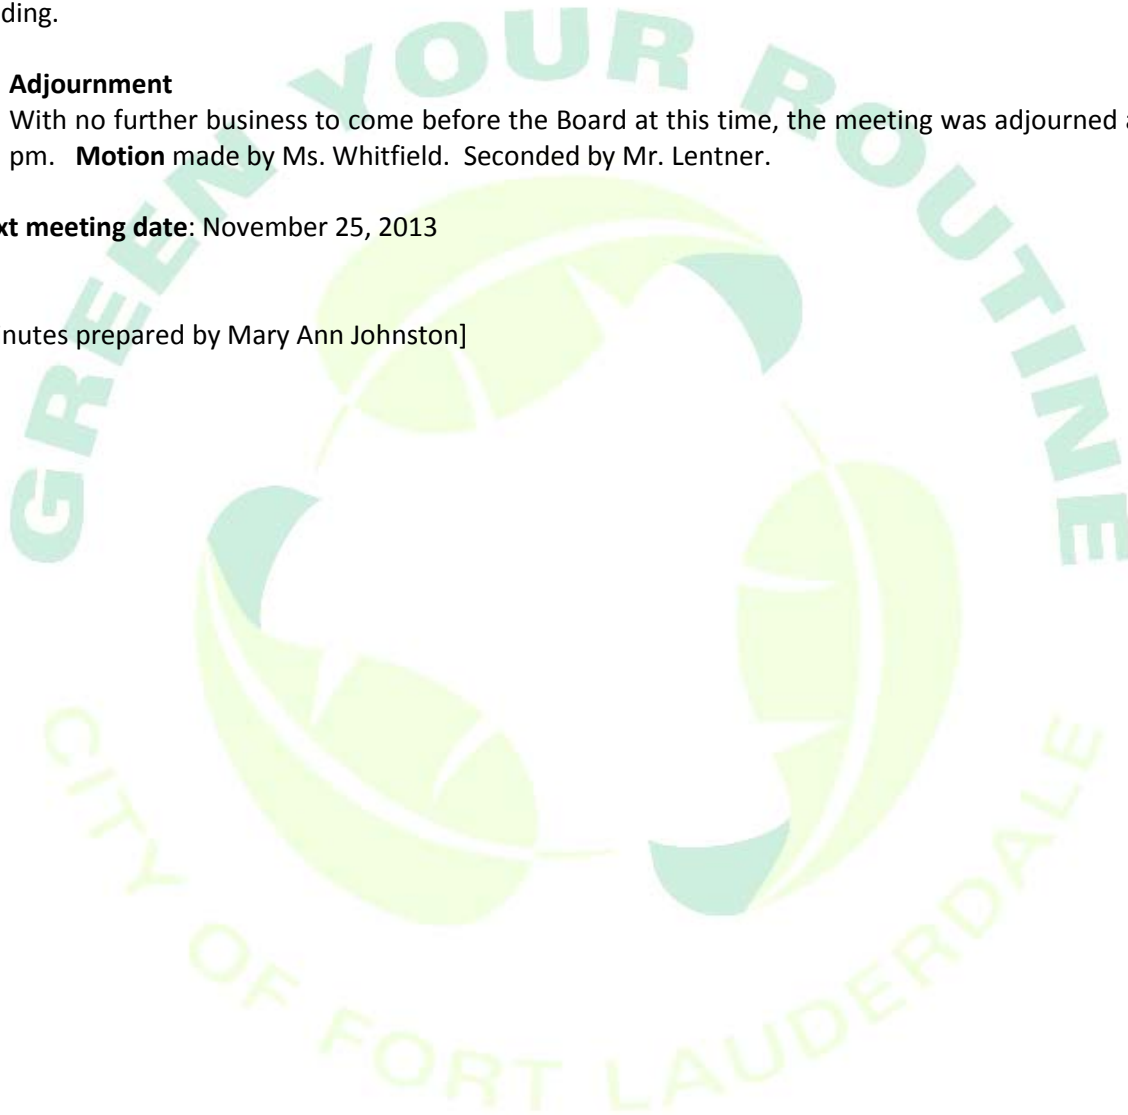 ding.
Adjournment
With no further business to come before the Board at this time, the meeting was adjourned a
pm. Motion made by Ms. Whitfield. Seconded by Mr. Lentner.
xt meeting date: November 25, 2013
nutes prepared by Mary Ann Johnston]
GREEN YOUR ROUTINE
CITY OF FORT LAUDERDALE